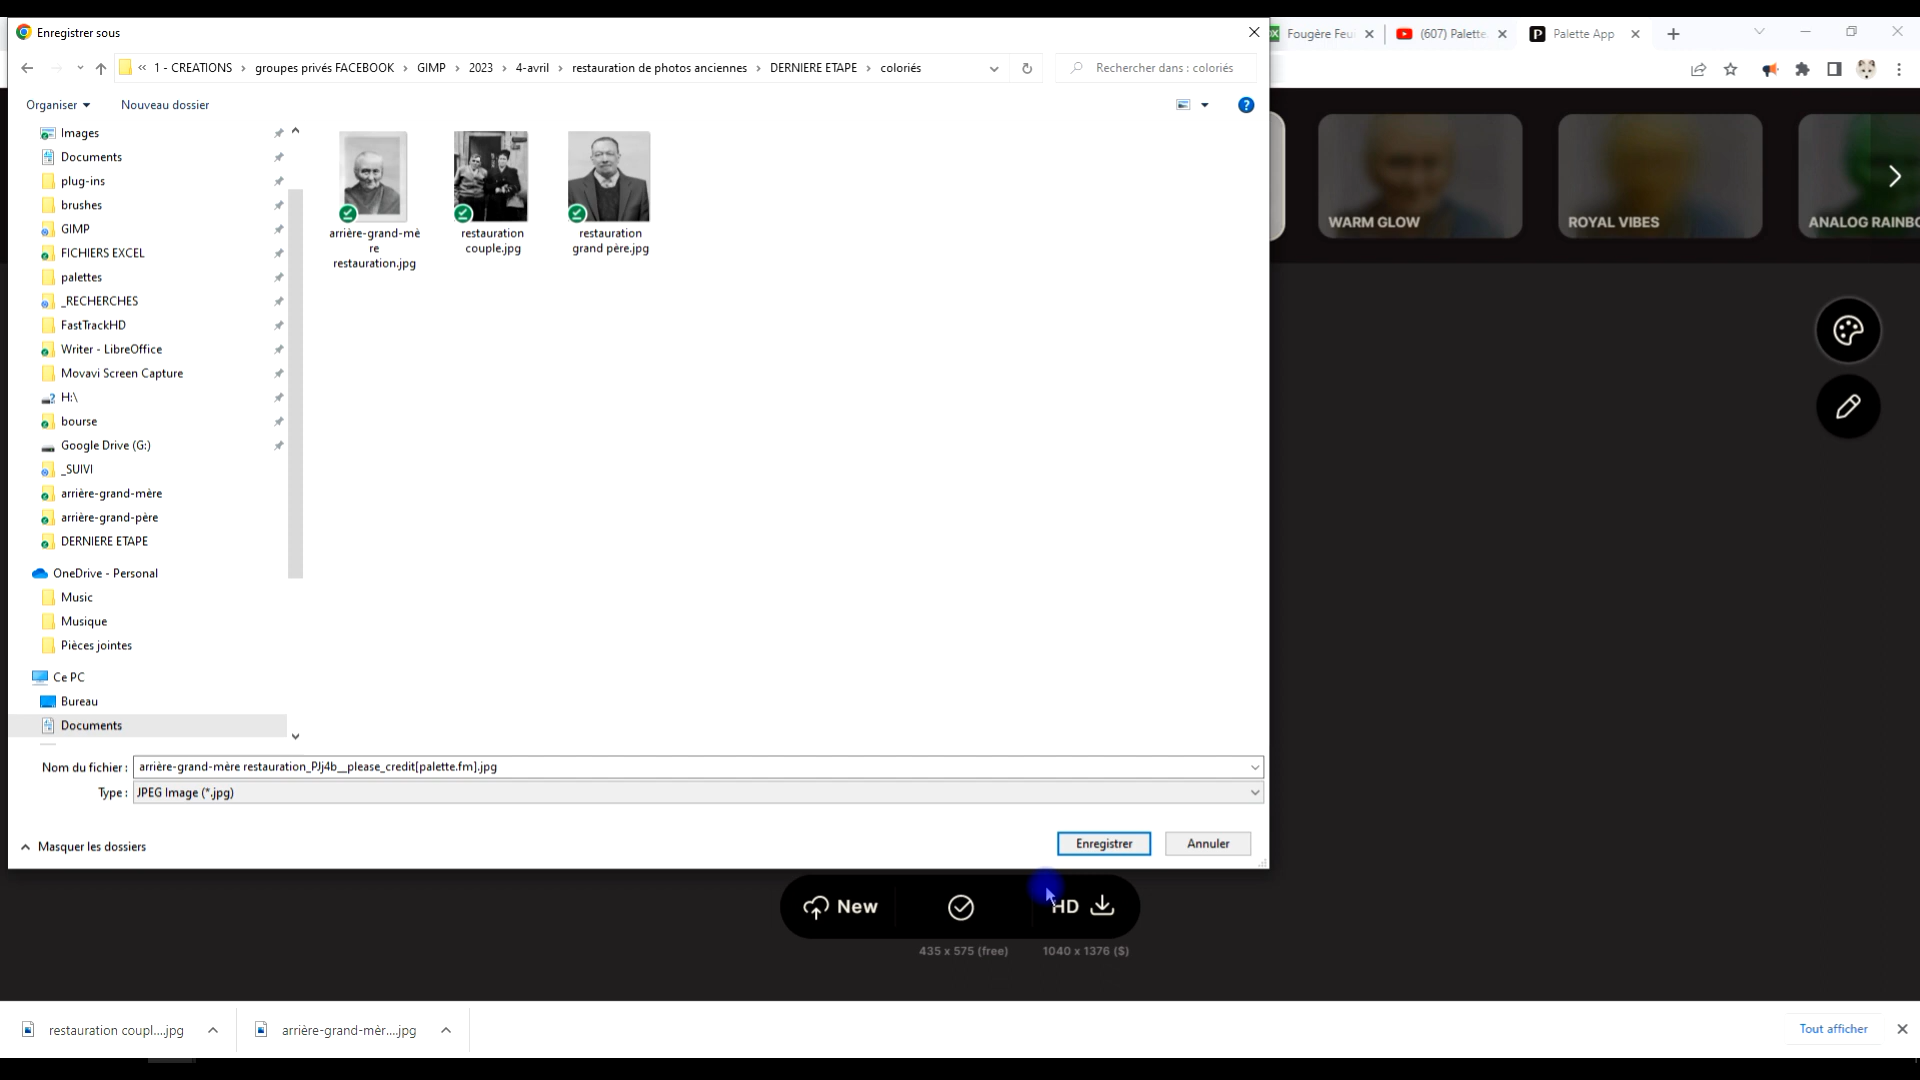 Enregistrer sous
Fougère Feu
(607) Palette
Palette App
« 1 - CREATIONS > groupes privés FACEBOOK > GIMP > 2023 > 4-avril > restauration de photos anciennes > DERNIERE ETAPE > coloriés
Rechercher dans : coloriés
Organiser
Nouveau dossier
Images
Documents
plug-ins
brushes
GIMP
FICHIERS EXCEL
palettes
_RECHERCHES
FastTrackHD
Writer - LibreOffice
Movavi Screen Capture
H:\
bourse
Google Drive (G:)
_SUIVI
arrière-grand-mère
arrière-grand-père
DERNIERE ETAPE
OneDrive - Personal
Music
Musique
Pièces jointes
Ce PC
Bureau
Documents
arrière-grand-mè
re
restauration.jpg
restauration
couple.jpg
restauration
grand père.jpg
WARM GLOW
ROYAL VIBES
ANALOG RAINBO
Nom du fichier : arrière-grand-mère restauration_PJj4b__please_credit[palette.fm].jpg
Type : JPEG Image (*.jpg)
Masquer les dossiers
Enregistrer
Annuler
New
HD
435 x 575 (free)
1040 x 1376 ($)
restauration coupl....jpg
arrière-grand-mèr....jpg
Tout afficher